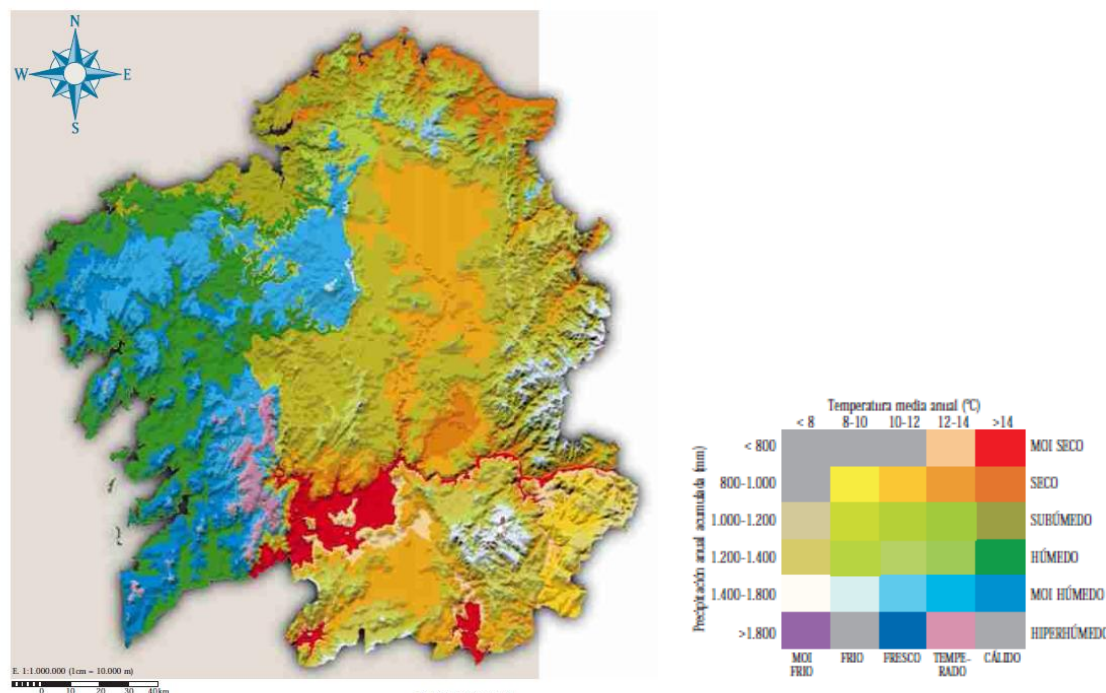 N
W E
S
E. 1:1.000.000 (1cm = 10.000 m)
0 10 20 30 40km
Temperatura media anual (ºC)
< 8 8-10 10-12 12-14 >14
Precipitación anual acumulada (mm)
< 800 MOI SECO
800-1.000 SECO
1.000-1.200 SUBÚMEDO
1.200-1.400 HÚMEDO
1.400-1.800 MOI HÚMEDO
>1.800 HIPERHÚMEDO
MOI FRIO FRESCO TEMPE- CÁLIDO
FRIO RADO